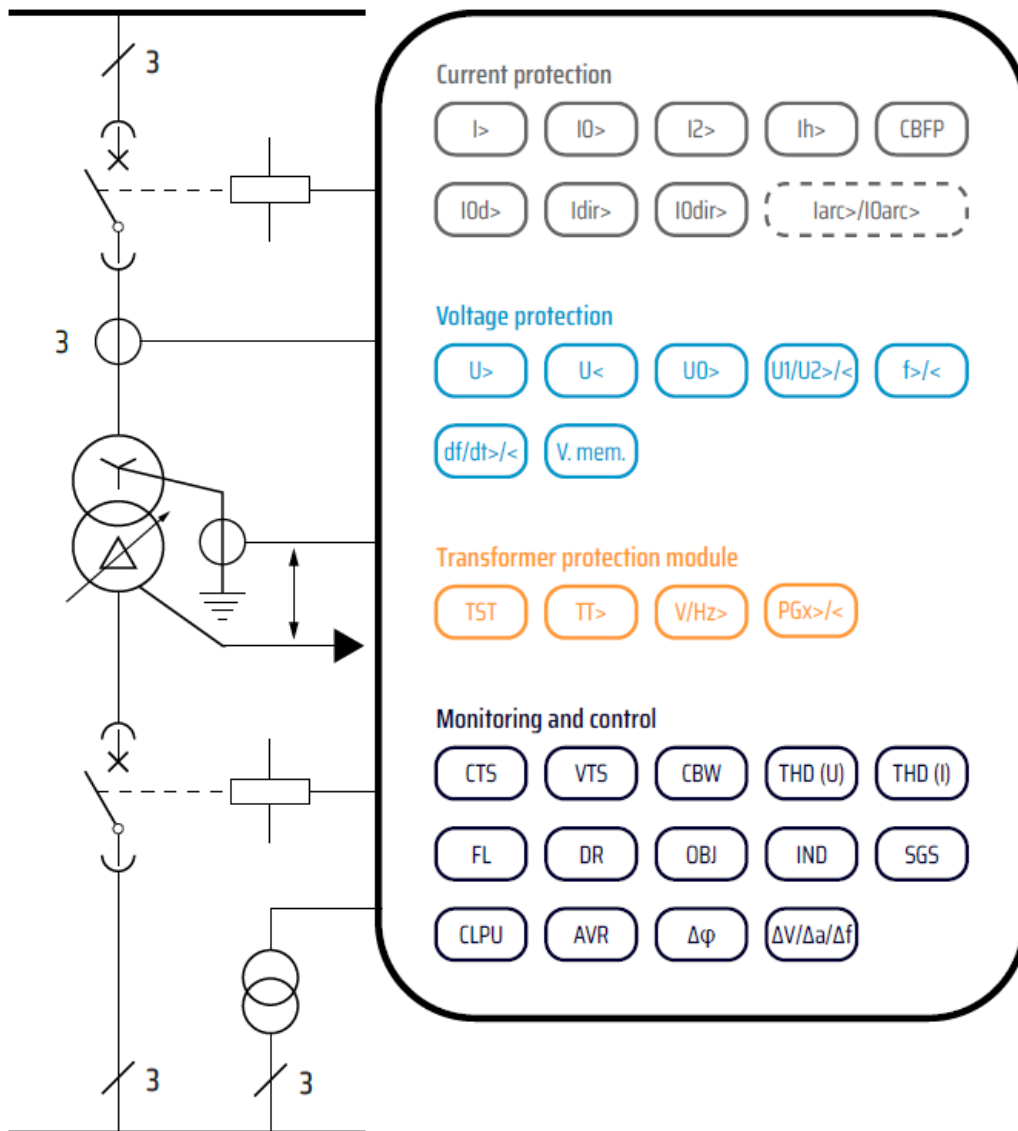 3
3
3
3
Current protection
I> I0> I2> Ih> CBFP
I0d> Idir> I0dir> Iarc>/I0arc>
Voltage protection
U> U< U0> U1/U2>/< f>/<
df/dt>/< V. mem.
Transformer protection module
TST TT> V/Hz> PGx>/<
Monitoring and control
CTS VTS CBW THD (U) THD (I)
FL DR OBJ IND SGS
CLPU AVR Δφ ΔV/Δa/Δf